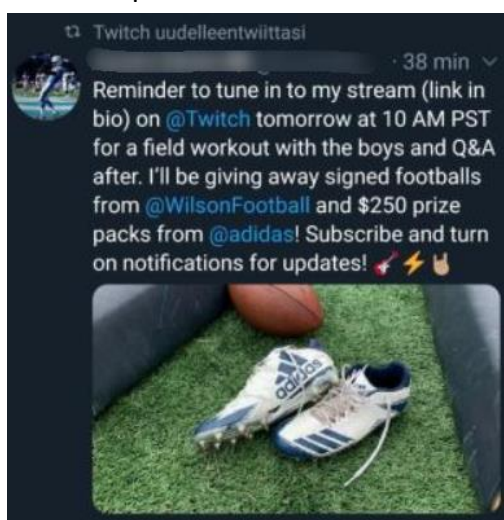 Twitch uudelleentwiittasi
· 38 min
Reminder to tune in to my stream (link in
bio) on @Twitch tomorrow at 10 AM PST
for a field workout with the boys and Q&A
after. I'll be giving away signed footballs
from @WilsonFootball and $250 prize
packs from @adidas! Subscribe and turn
on notifications for updates! 🎸⚡🤘🏼
adidas